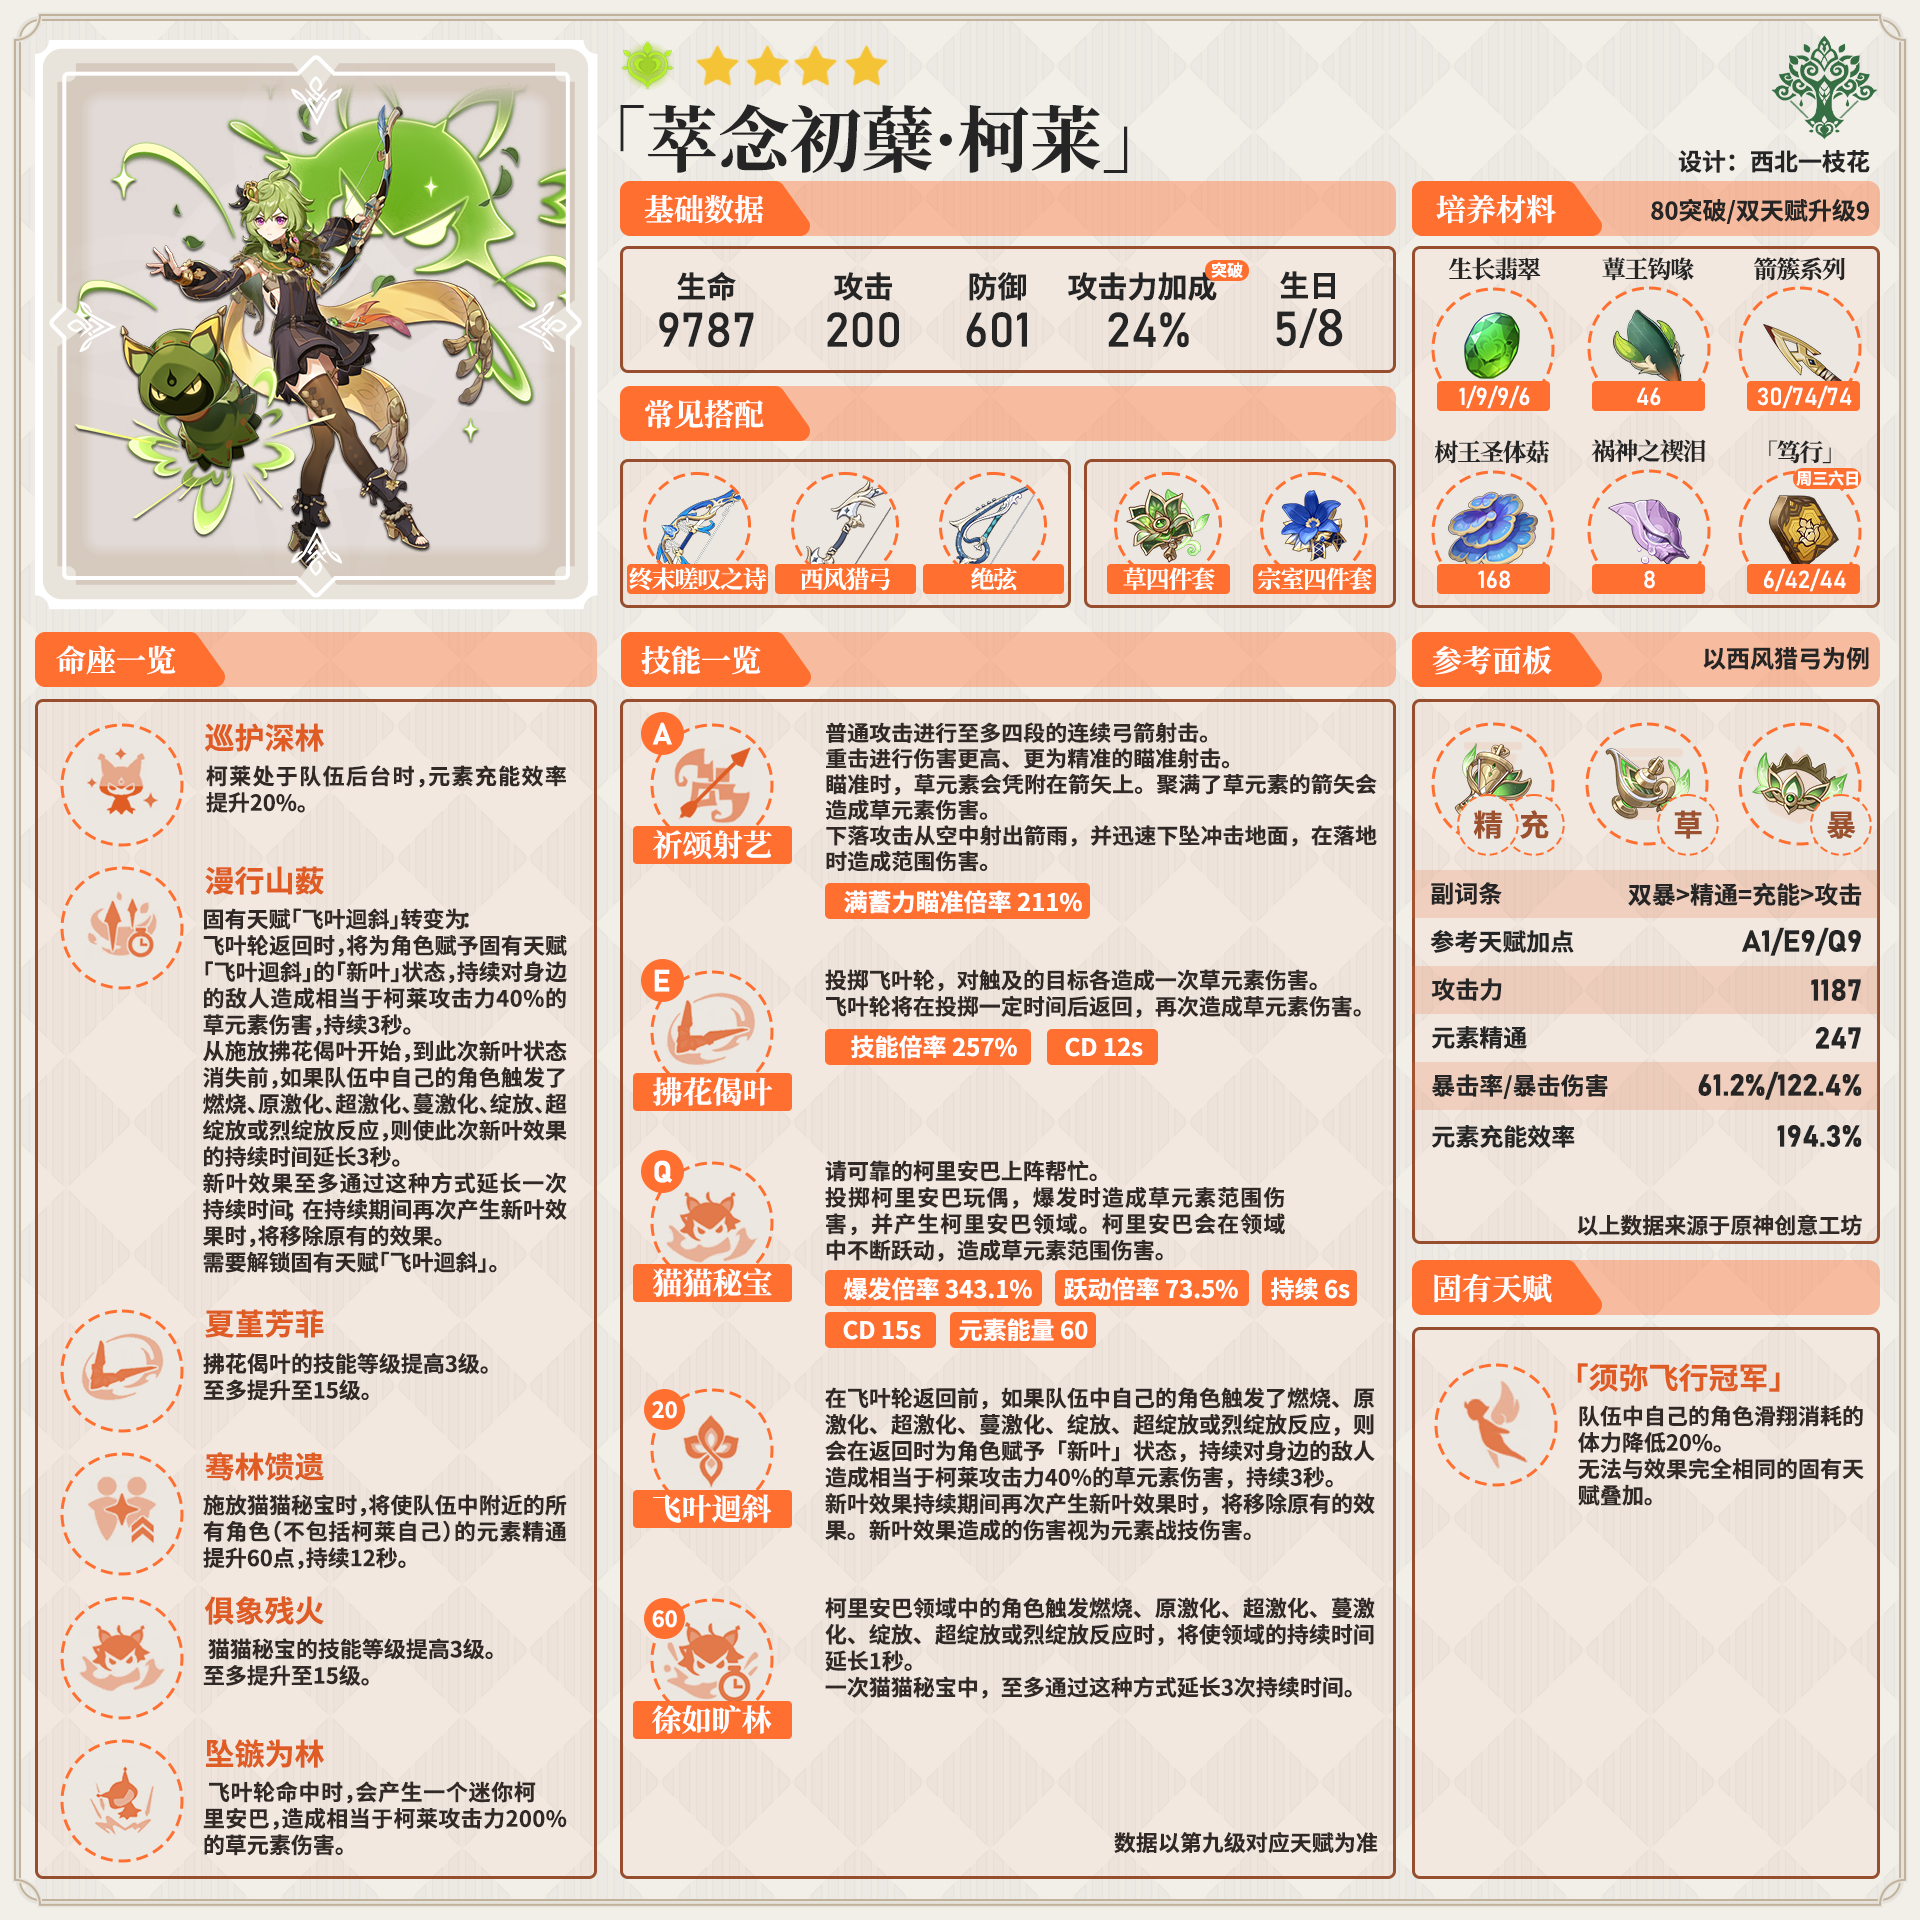 「萃念初蘖·柯莱」
设计：西北一枝花
基础数据
生命
9787
攻击
200
防御
601
攻击力加成
突破
24%
生日
5/8
常见搭配
终末嗟叹之诗
西风猎弓
绝弦
草四件套
宗室四件套
培养材料
80突破/双天赋升级9
生长翡翠
1/9/9/6
蕈王钩喙
46
箭簇系列
30/74/74
树王圣体菇
168
祸神之禊泪
8
「笃行」
周三六日
6/42/44
命座一览
巡护深林
柯莱处于队伍后台时,元素充能效率
提升20%。
漫行山薮
固有天赋「飞叶迴斜」转变为:
飞叶轮返回时,将为角色赋予固有天赋
「飞叶迴斜」的「新叶」状态,持续对身边
的敌人造成相当于柯莱攻击力40%的
草元素伤害,持续3秒。
从施放拂花偈叶开始,到此次新叶状态
消失前,如果队伍中自己的角色触发了
燃烧、原激化、超激化、蔓激化、绽放、超
绽放或烈绽放反应,则使此次新叶效果
的持续时间延长3秒。
新叶效果至多通过这种方式延长一次
持续时间; 在持续期间再次产生新叶效
果时,将移除原有的效果。
需要解锁固有天赋「飞叶迴斜」。
夏堇芳菲
拂花偈叶的技能等级提高3级。
至多提升至15级。
骞林馈遗
施放猫猫秘宝时,将使队伍中附近的所
有角色(不包括柯莱自己)的元素精通
提升60点,持续12秒。
俱象残火
猫猫秘宝的技能等级提高3级。
至多提升至15级。
坠镞为林
飞叶轮命中时,会产生一个迷你柯
里安巴,造成相当于柯莱攻击力200%
的草元素伤害。
技能一览
A
祈颂射艺
普通攻击进行至多四段的连续弓箭射击。
重击进行伤害更高、更为精准的瞄准射击。
瞄准时，草元素会凭附在箭矢上。聚满了草元素的箭矢会
造成草元素伤害。
下落攻击从空中射出箭雨，并迅速下坠冲击地面，在落地
时造成范围伤害。
满蓄力瞄准倍率 211%
E
拂花偈叶
投掷飞叶轮，对触及的目标各造成一次草元素伤害。
飞叶轮将在投掷一定时间后返回，再次造成草元素伤害。
技能倍率 257%
CD 12s
Q
猫猫秘宝
请可靠的柯里安巴上阵帮忙。
投掷柯里安巴玩偶，爆发时造成草元素范围伤
害，并产生柯里安巴领域。柯里安巴会在领域
中不断跃动，造成草元素范围伤害。
爆发倍率 343.1%
跃动倍率 73.5%
持续 6s
CD 15s
元素能量 60
20
飞叶迴斜
在飞叶轮返回前，如果队伍中自己的角色触发了燃烧、原
激化、超激化、蔓激化、绽放、超绽放或烈绽放反应，则
会在返回时为角色赋予「新叶」状态，持续对身边的敌人
造成相当于柯莱攻击力40%的草元素伤害，持续3秒。
新叶效果持续期间再次产生新叶效果时，将移除原有的效
果。新叶效果造成的伤害视为元素战技伤害。
60
徐如旷林
柯里安巴领域中的角色触发燃烧、原激化、超激化、蔓激
化、绽放、超绽放或烈绽放反应时，将使领域的持续时间
延长1秒。
一次猫猫秘宝中，至多通过这种方式延长3次持续时间。
数据以第九级对应天赋为准
参考面板
以西风猎弓为例
精 充
草
暴
副词条 双暴>精通=充能>攻击
参考天赋加点 A1/E9/Q9
攻击力 1187
元素精通 247
暴击率/暴击伤害 61.2%/122.4%
元素充能效率 194.3%
以上数据来源于原神创意工坊
固有天赋
「须弥飞行冠军」
队伍中自己的角色滑翔消耗的
体力降低20%。
无法与效果完全相同的固有天
赋叠加。